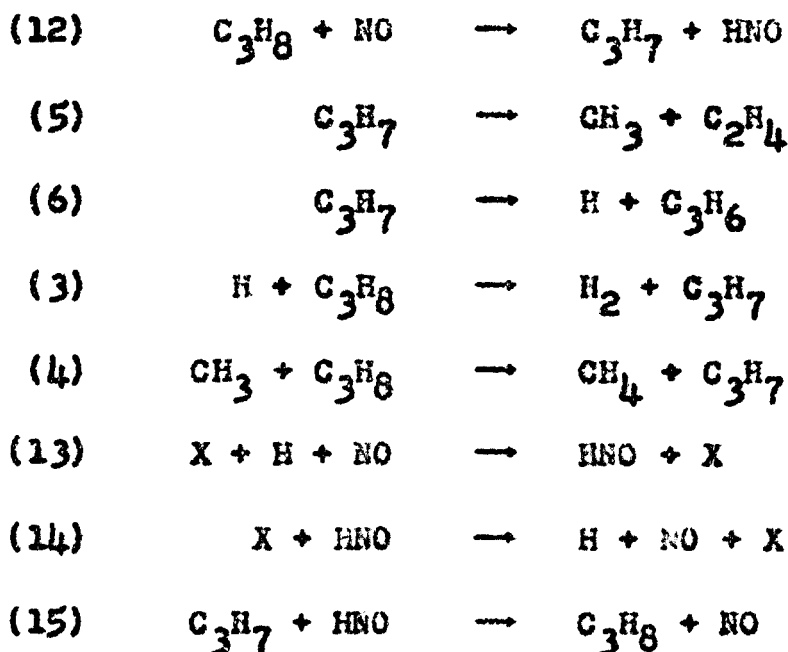 (12) C₃H₈ + NO → C₃H₇ + HNO
(5) C₃H₇ → CH₃ + C₂H₄
(6) C₃H₇ → H + C₃H₆
(3) H + C₃H₈ → H₂ + C₃H₇
(4) CH₃ + C₃H₈ → CH₄ + C₃H₇
(13) X + H + NO → HNO + X
(14) X + HNO → H + NO + X
(15) C₃H₇ + HNO → C₃H₈ + NO